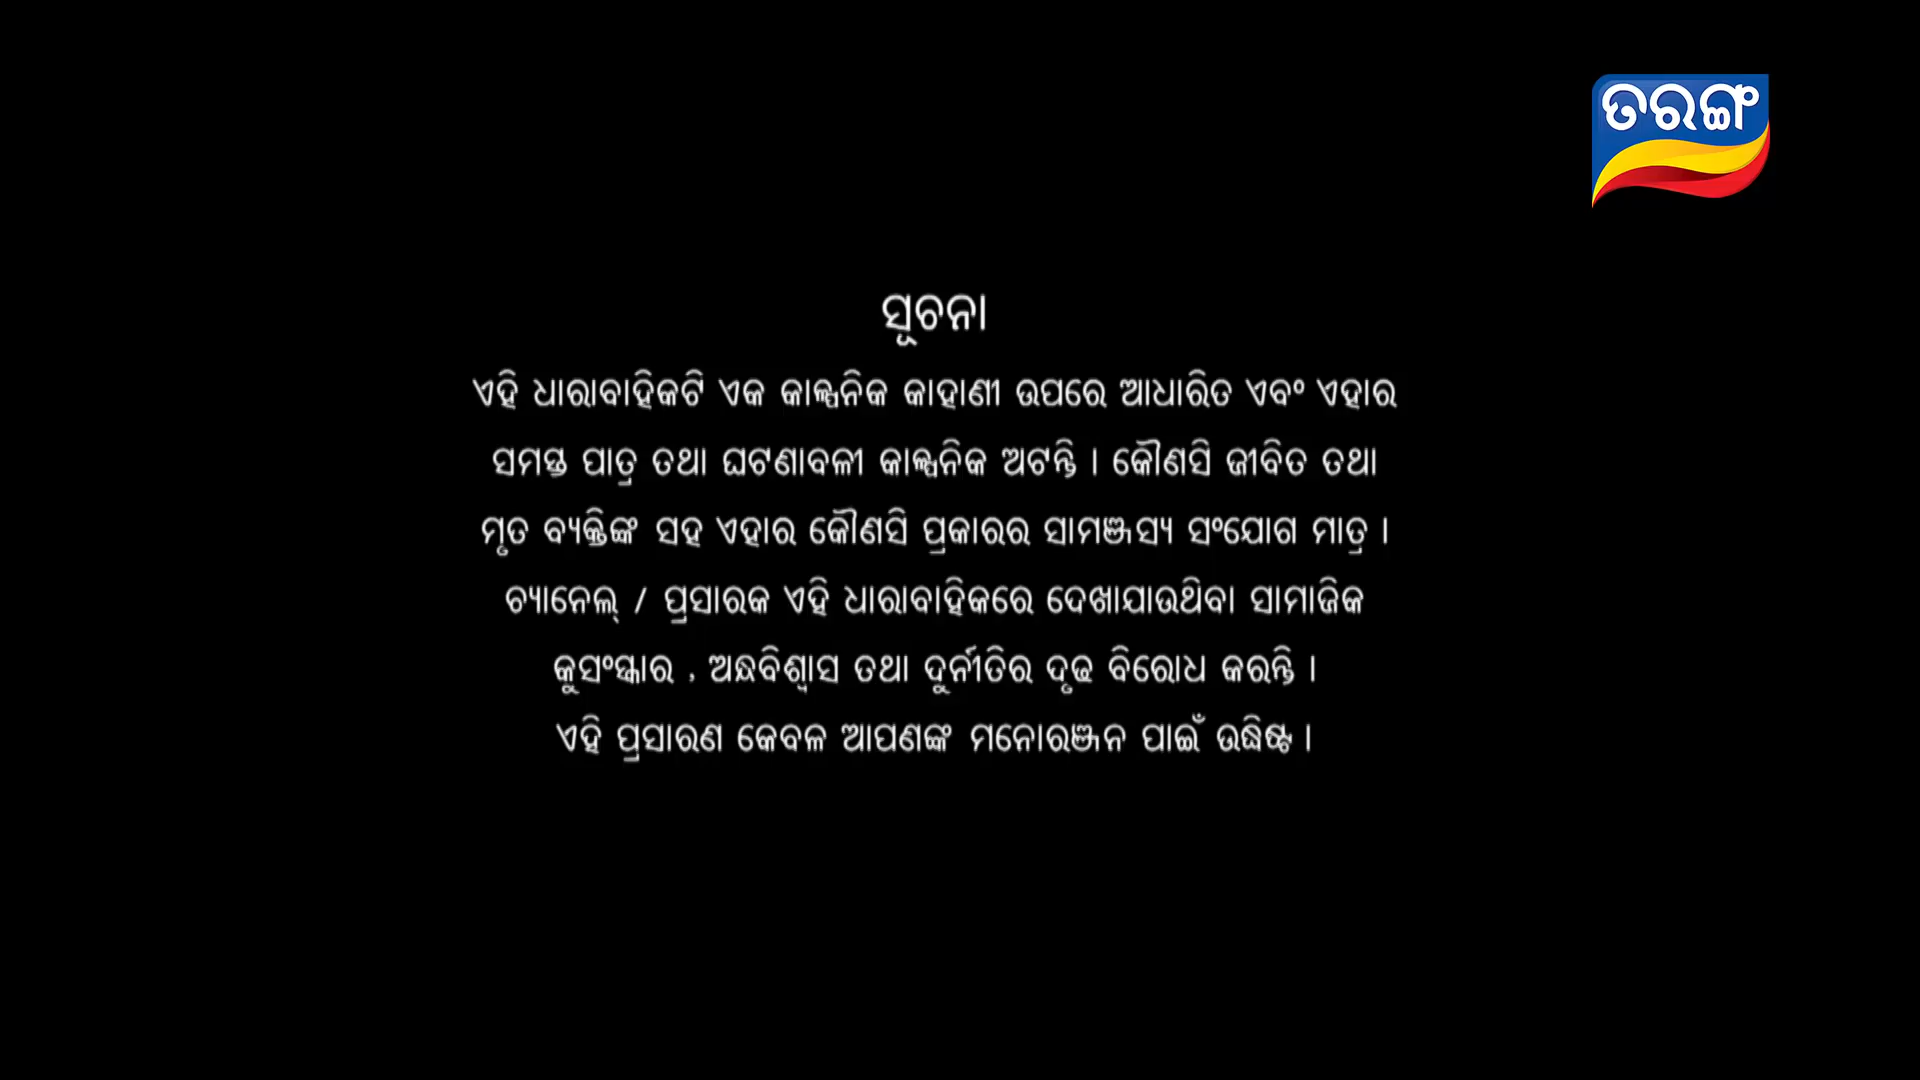 ତରଙ୍ଗ
ସୂଚନା
ଏହି ଧାରାବାହିକଟି ଏକ କାଳ୍ପନିକ କାହାଣୀ ଉପରେ ଆଧାରିତ ଏବଂ ଏହାର
ସମସ୍ତ ପାତ୍ର ତଥା ଘଟଣାବଳୀ କାଳ୍ପନିକ ଅଟନ୍ତି । କୌଣସି ଜୀବିତ ତଥା
ମୃତ ବ୍ୟକ୍ତିଙ୍କ ସହ ଏହାର କୌଣସି ପ୍ରକାରର ସାମଞ୍ଜସ୍ୟ ସଂଯୋଗ ମାତ୍ର ।
ଚ୍ୟାନେଲ୍ / ପ୍ରସାରକ ଏହି ଧାରାବାହିକରେ ଦେଖାଯାଉଥିବା ସାମାଜିକ
କୁସଂସ୍କାର , ଅନ୍ଧବିଶ୍ୱାସ ତଥା ଦୁର୍ନୀତିର ଦୃଢ ବିରୋଧ କରନ୍ତି ।
ଏହି ପ୍ରସାରଣ କେବଳ ଆପଣଙ୍କ ମନୋରଞ୍ଜନ ପାଇଁ ଉଦ୍ଧିଷ୍ଟ ।